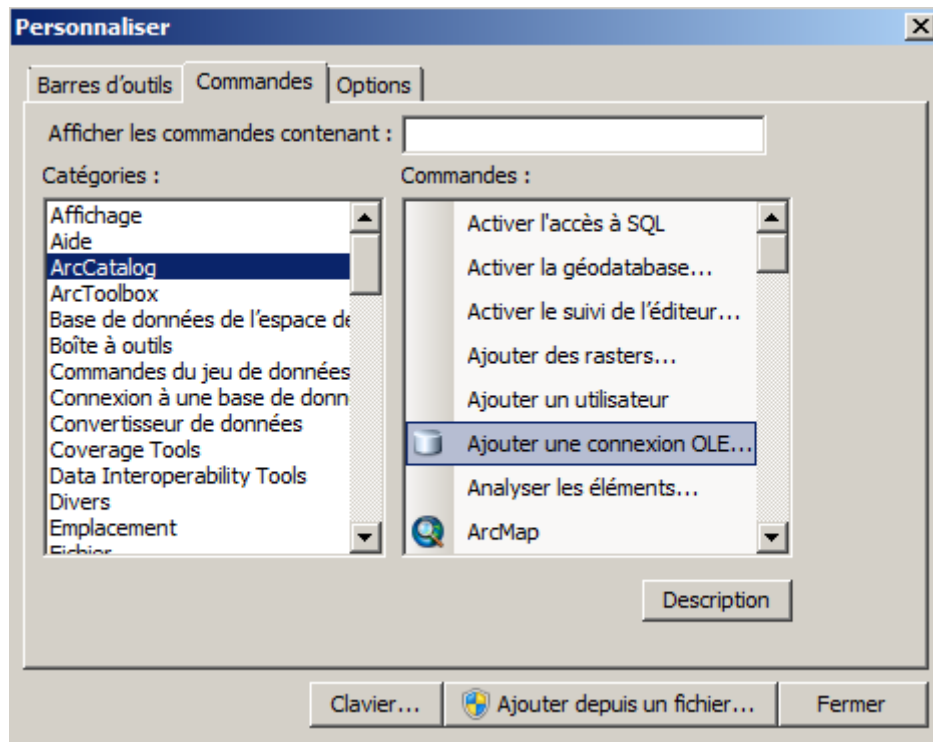 Personnaliser
Barres d'outils
Commandes
Options
Afficher les commandes contenant :
Catégories :
Affichage
Aide
ArcCatalog
ArcToolbox
Base de données de l'espace de
Boîte à outils
Commandes du jeu de données
Connexion à une base de donn
Convertisseur de données
Coverage Tools
Data Interoperability Tools
Divers
Emplacement
Fichier
Commandes :
Activer l'accès à SQL
Activer la géodatabase...
Activer le suivi de l’éditeur...
Ajouter des rasters...
Ajouter un utilisateur
Ajouter une connexion OLE...
Analyser les éléments...
ArcMap
Description
Clavier...
Ajouter depuis un fichier...
Fermer